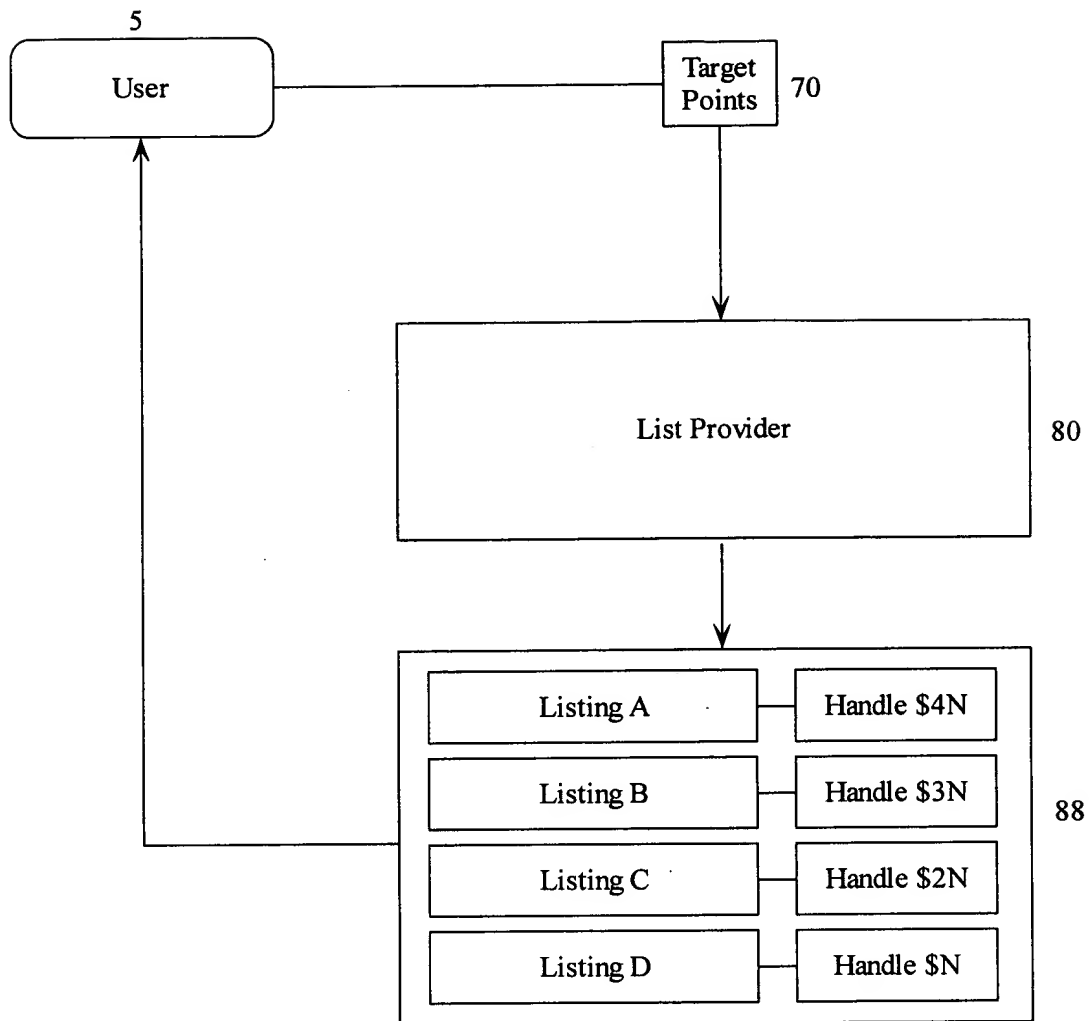 5
User
Target
Points
70
List Provider
80
Listing A
Handle $4N
Listing B
Handle $3N
88
Listing C
Handle $2N
Listing D
Handle $N